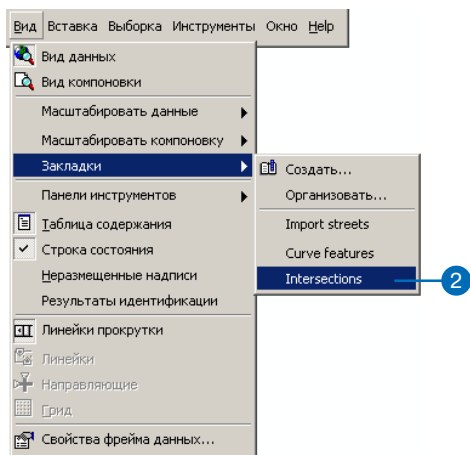 Вид Вставка Выборка Инструменты Окно Help
Вид данных
Вид компоновки
Масштабировать данные
Масштабировать компоновку
Закладки
Панели инструментов
Таблица содержания
Строка состояния
Неразмещенные надписи
Результаты идентификации
Линейки прокрутки
Линейки
Направляющие
Грид
Свойства фрейма данных...
Создать...
Организовать...
Import streets
Curve features
Intersections
2